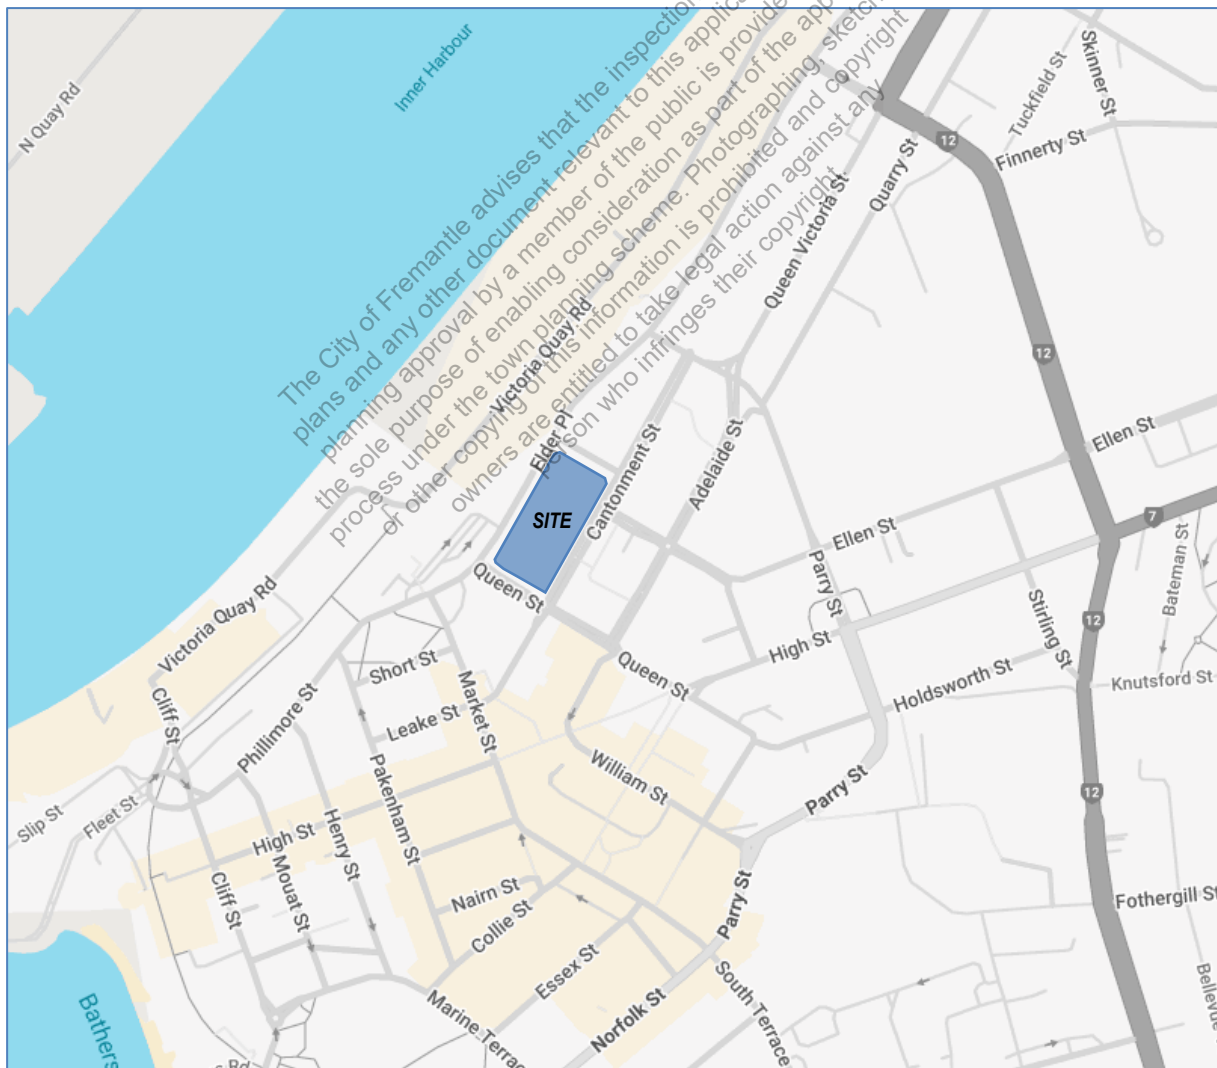 N Quay Rd
Inner Harbour
Skinner St
Tuckfield St
12
Finnerty St
Quarry St
Queen Victoria St
The City of Fremantle advises that the inspection
plans and any other document relevant to this applic
planning approval by a member of the public is provide
the sole purpose of enabling consideration as part of the app
process under the town planning scheme. Photographing, sketch
or other copying of this information is prohibited and copyright
owners are entitled to take legal action against any
person who infringes their copyright
Victoria Quay Rd
12
Elder Pl
SITE
Cantonment St
Adelaide St
Ellen St
Ellen St
7
Parry St
Bateman St
Queen St
Victoria Quay Rd
12
Stirling St
High St
Short St
Queen St
Holdsworth St
Knutsford St
Cliff St
Phillimore St
Leake St
Market St
William St
Pakenham St
Parry St
12
Slip St
Fleet St
High St
Henry St
Mouat St
Cliff St
Nairn St
Collie St
Parry St
Fothergill St
Essex St
Marine Terrac
Norfolk St
South Terrace
Bellevue
Bathers
Rd